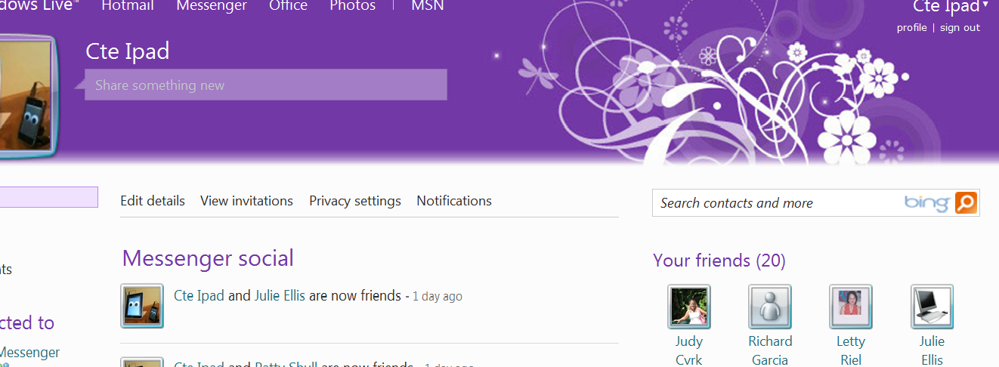 dows Live™ Hotmail Messenger Office Photos | MSN Cte Ipad
profile | sign out
Cte Ipad
Share something new
Edit details View invitations Privacy settings Notifications
Search contacts and more bing
Messenger social
Your friends (20)
nts
Cte Ipad and Julie Ellis are now friends - 1 day ago
cted to
Messenger
Judy Cvrk
Richard Garcia
Letty Riel
Julie Ellis
Cte Ipad and Patty Shull are now friends - 1 day ago